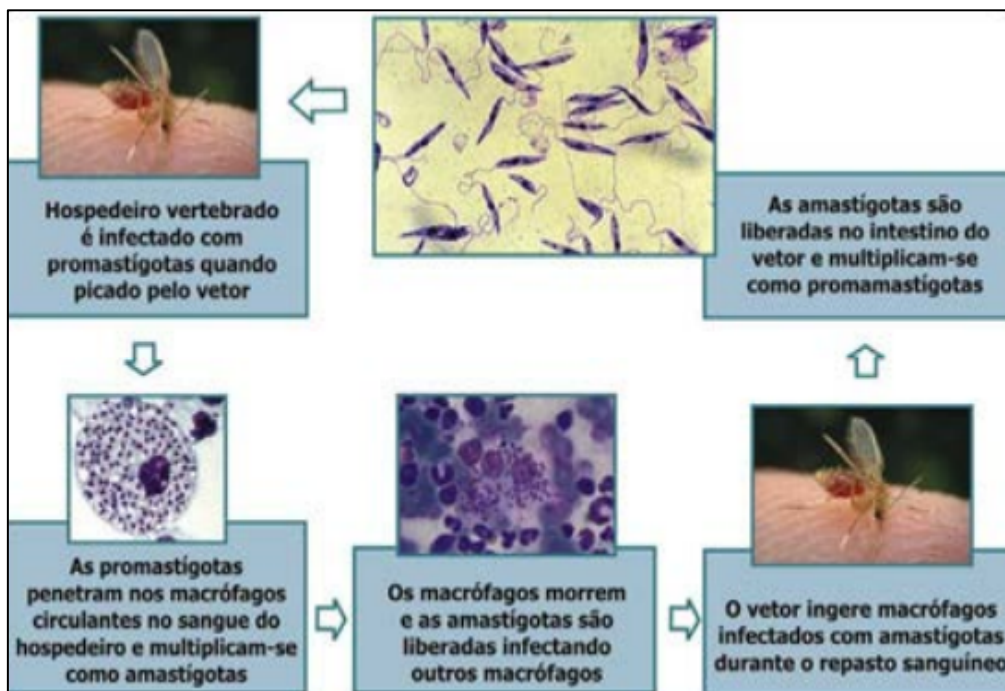 Hospedeiro vertebrado
é infectado com
promastígotas quando
picado pelo vetor
As promastígotas
penetram nos macrófagos
circulantes no sangue do
hospedeiro e multiplicam-se
como amastígotas
Os macrófagos morrem
e as amastígotas são
liberadas infectando
outros macrófagos
O vetor ingere macrófagos
infectados com amastígotas
durante o repasto sanguíneo
As amastígotas são
liberadas no intestino do
vetor e multiplicam-se
como promamastígotas